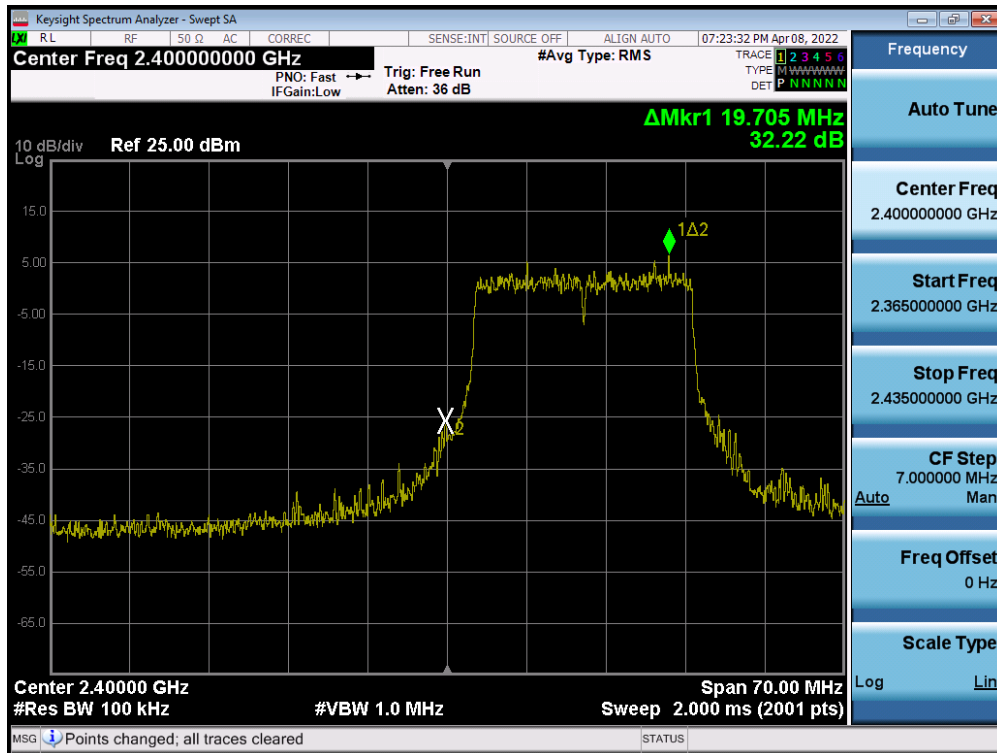 Keysight Spectrum Analyzer - Swept SA
LXI RL RF 50 Ω AC CORREC SENSE:INT SOURCE OFF ALIGN AUTO 07:23:32 PM Apr 08, 2022
Center Freq 2.400000000 GHz
PNO: Fast
IFGain:Low
Trig: Free Run
Atten: 36 dB
#Avg Type: RMS
TRACE 1 2 3 4 5 6
TYPE M WWWWW
DET P N N N N N
ΔMkr1 19.705 MHz
32.22 dB
10 dB/div Ref 25.00 dBm
Log
15.0
5.00
-5.00
-15.0
-25.0
-35.0
-45.0
-55.0
-65.0
1Δ2
X2
Center 2.40000 GHz Span 70.00 MHz
#Res BW 100 kHz #VBW 1.0 MHz Sweep 2.000 ms (2001 pts)
MSG Points changed; all traces cleared STATUS
Frequency
Auto Tune
Center Freq
2.400000000 GHz
Start Freq
2.365000000 GHz
Stop Freq
2.435000000 GHz
CF Step
7.000000 MHz
Auto Man
Freq Offset
0 Hz
Scale Type
Log Lin